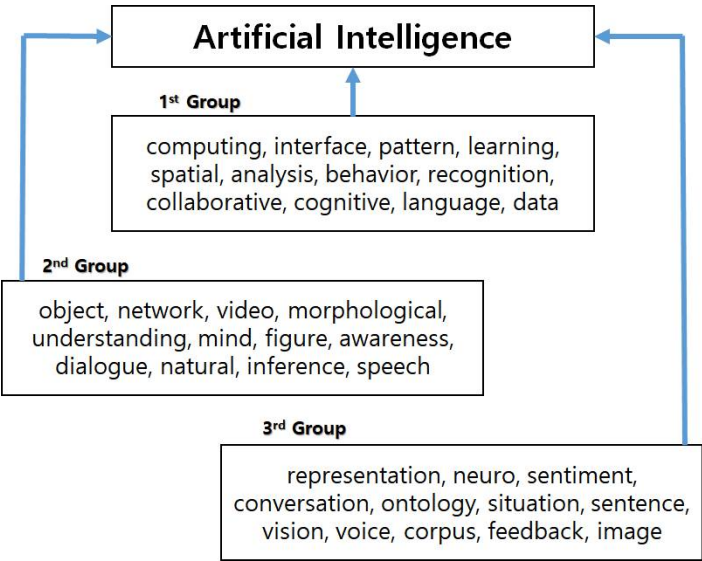 Artificial Intelligence
1st Group
computing, interface, pattern, learning,
spatial, analysis, behavior, recognition,
collaborative, cognitive, language, data
2nd Group
object, network, video, morphological,
understanding, mind, figure, awareness,
dialogue, natural, inference, speech
3rd Group
representation, neuro, sentiment,
conversation, ontology, situation, sentence,
vision, voice, corpus, feedback, image